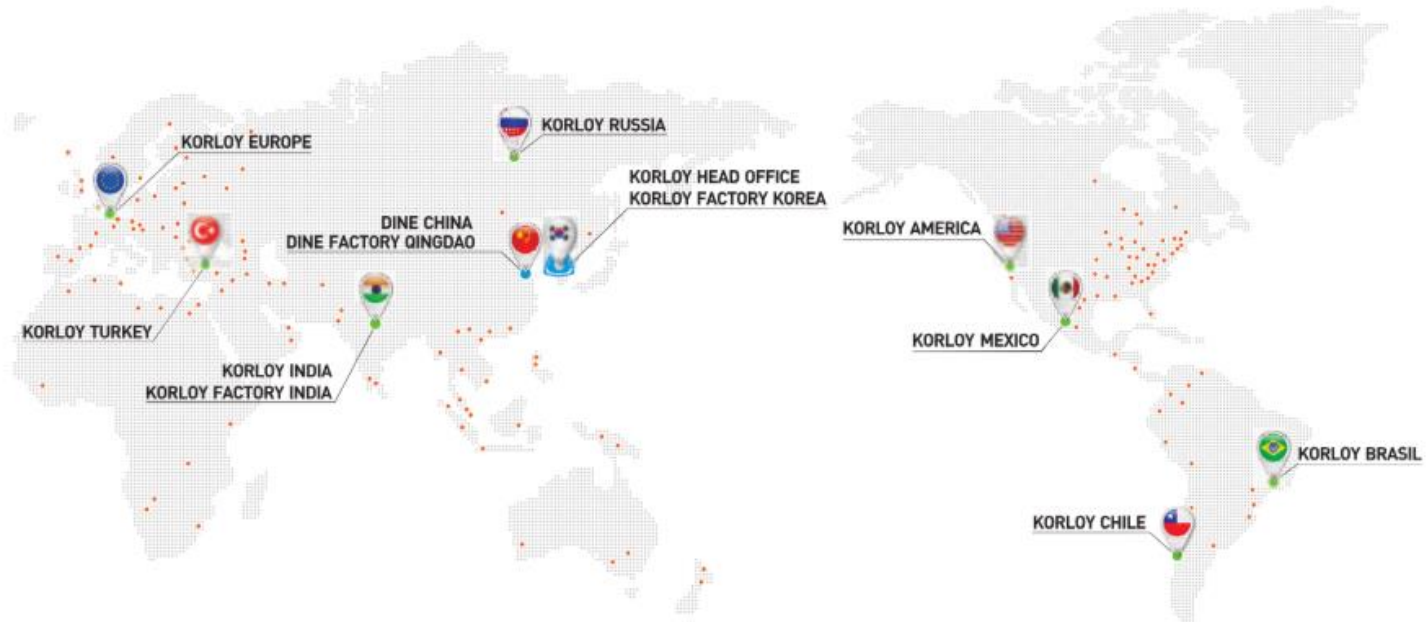 KORLOY EUROPE
KORLOY RUSSIA
KORLOY HEAD OFFICE
KORLOY FACTORY KOREA
DINE CHINA
DINE FACTORY QINGDAO
KORLOY AMERICA
KORLOY TURKEY
KORLOY MEXICO
KORLOY INDIA
KORLOY FACTORY INDIA
KORLOY BRASIL
KORLOY CHILE